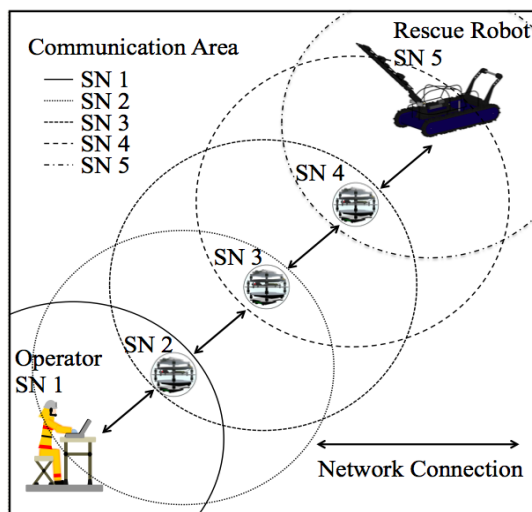 Communication Area
SN 1
SN 2
SN 3
SN 4
SN 5
Rescue Robot
SN 5
SN 4
SN 3
SN 2
Operator
SN 1
Network Connection